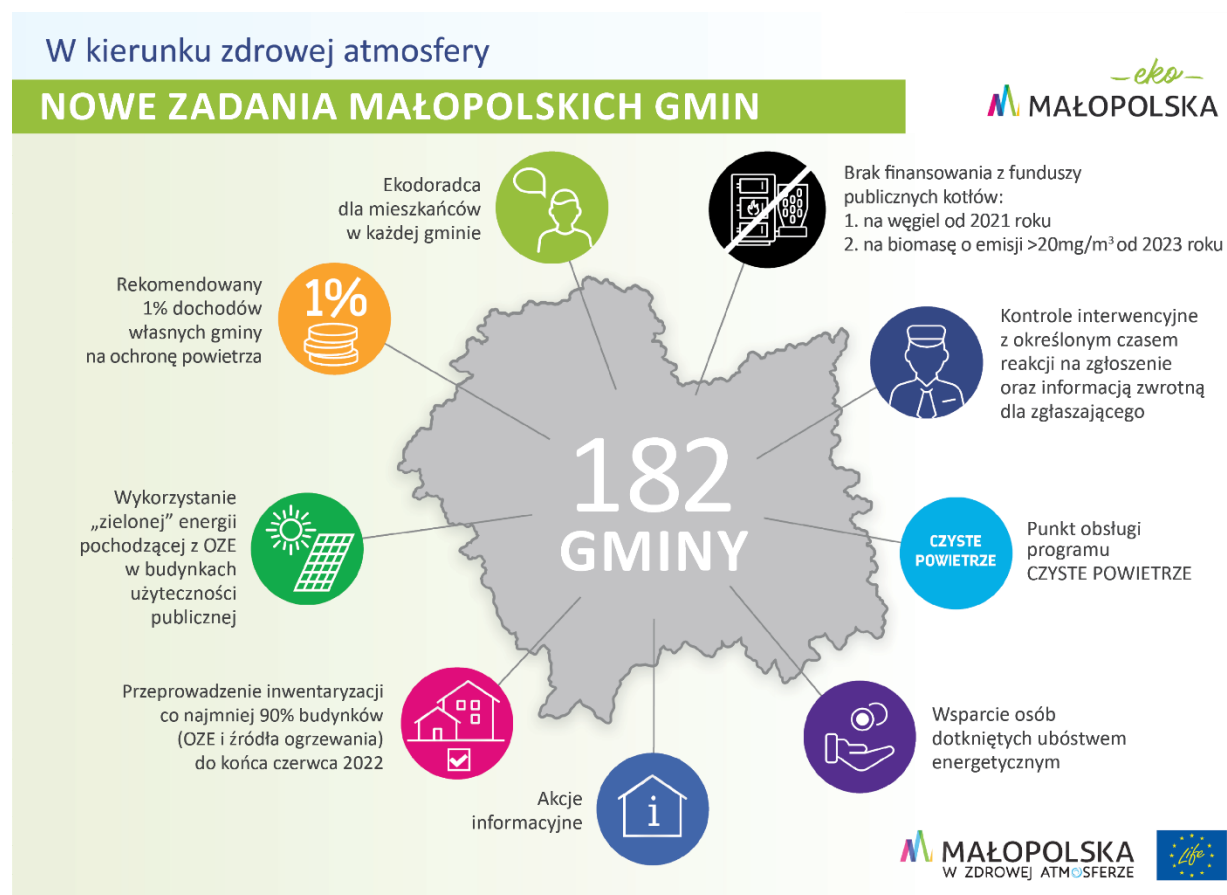 W kierunku zdrowej atmosfery
NOWE ZADANIA MAŁOPOLSKICH GMIN
eko
MAŁOPOLSKA
Ekodoradca
dla mieszkańców
w każdej gminie
Brak finansowania z funduszy
publicznych kotłów:
1. na węgiel od 2021 roku
2. na biomasę o emisji >20mg/m³ od 2023 roku
Rekomendowany
1% dochodów
własnych gminy
na ochronę powietrza
1%
Kontrole interwencyjne
z określonym czasem
reakcji na zgłoszenie
oraz informacją zwrotną
dla zgłaszającego
182
GMINY
Wykorzystanie
„zielonej” energii
pochodzącej z OZE
w budynkach
użyteczności
publicznej
CZYSTE
POWIETRZE
Punkt obsługi
programu
CZYSTE POWIETRZE
Przeprowadzenie inwentaryzacji
co najmniej 90% budynków
(OZE i źródła ogrzewania)
do końca czerwca 2022
Wsparcie osób
dotkniętych ubóstwem
energetycznym
Akcje
informacyjne
i
MAŁOPOLSKA
W ZDROWEJ ATMOSFERZE
Life